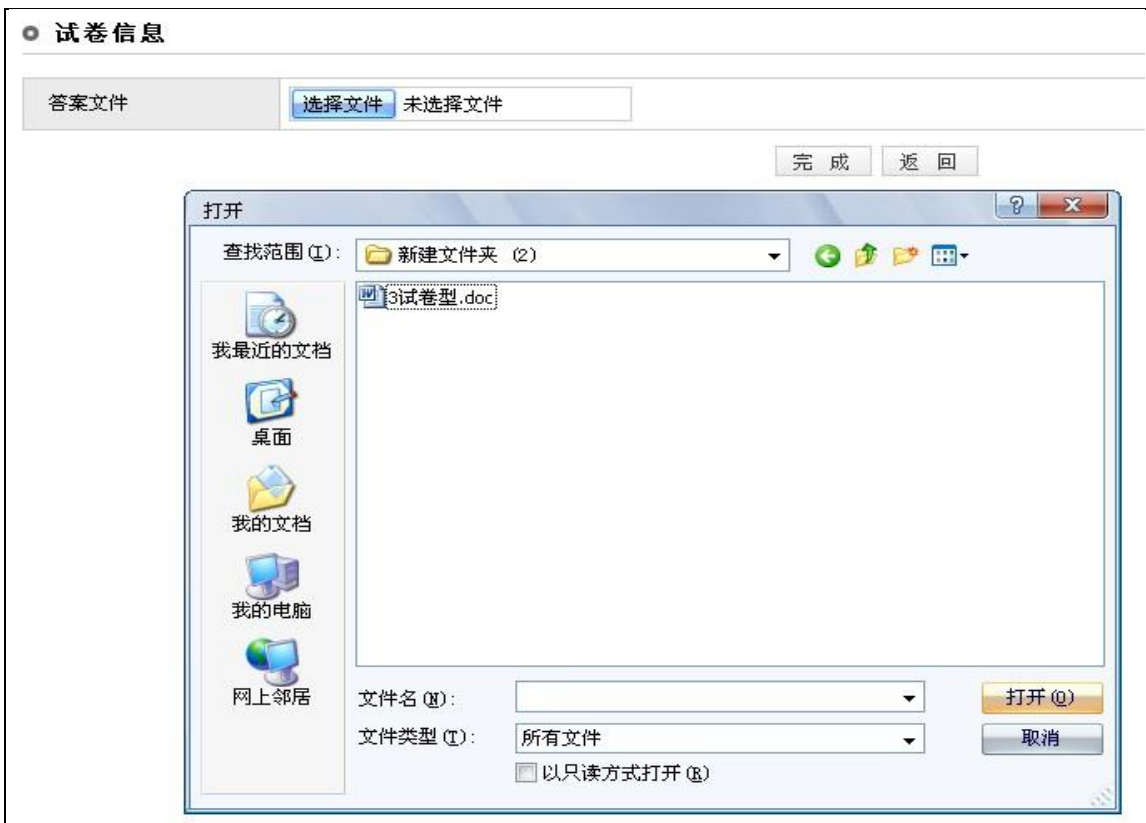 试卷信息
答案文件 选择文件 未选择文件
完成 返回
打开
查找范围(I): 新建文件夹 (2)
3试卷型.doc
我最近的文档
桌面
我的文档
我的电脑
网上邻居
文件名(N): 打开(O)
文件类型(T): 所有文件 取消
以只读方式打开(R)